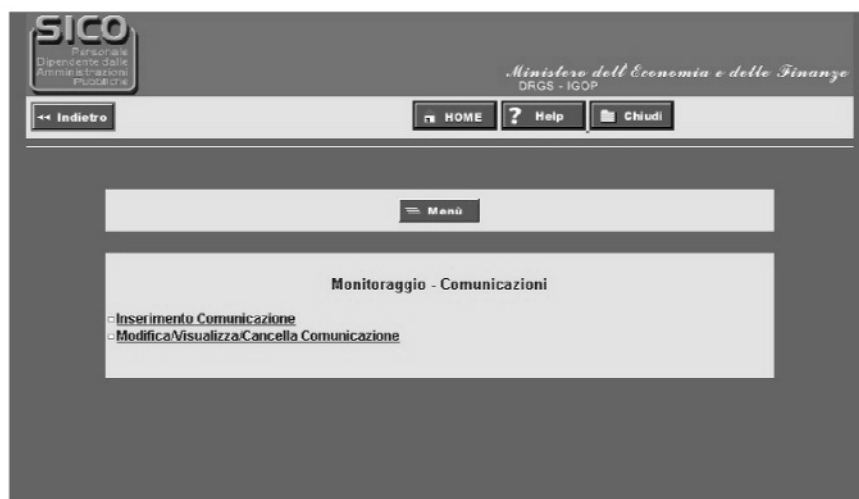 SICO
Personale
Dipendente dalle
Amministrazioni
Pubbliche
Ministero dell'Economia e delle Finanze
DRGS - IGOP
Indietro
HOME
? Help
Chiudi
Menù
Monitoraggio - Comunicazioni
Inserimento Comunicazione
Modifica/Visualizza/Cancella Comunicazione